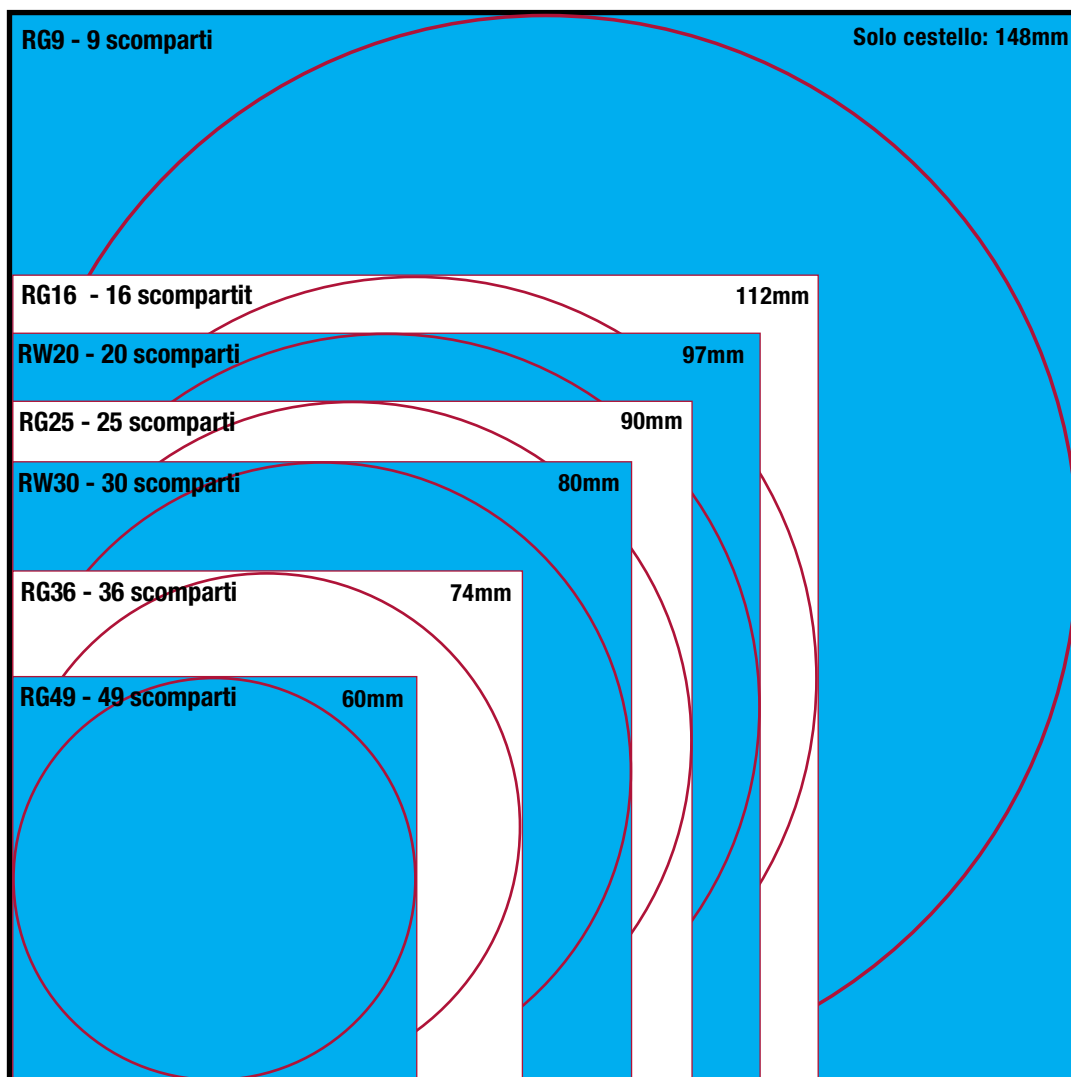 RG9 - 9 scomparti Solo cestello: 148mm
RG16 - 16 scompartit 112mm
RW20 - 20 scomparti 97mm
RG25 - 25 scomparti 90mm
RW30 - 30 scomparti 80mm
RG36 - 36 scomparti 74mm
RG49 - 49 scomparti 60mm